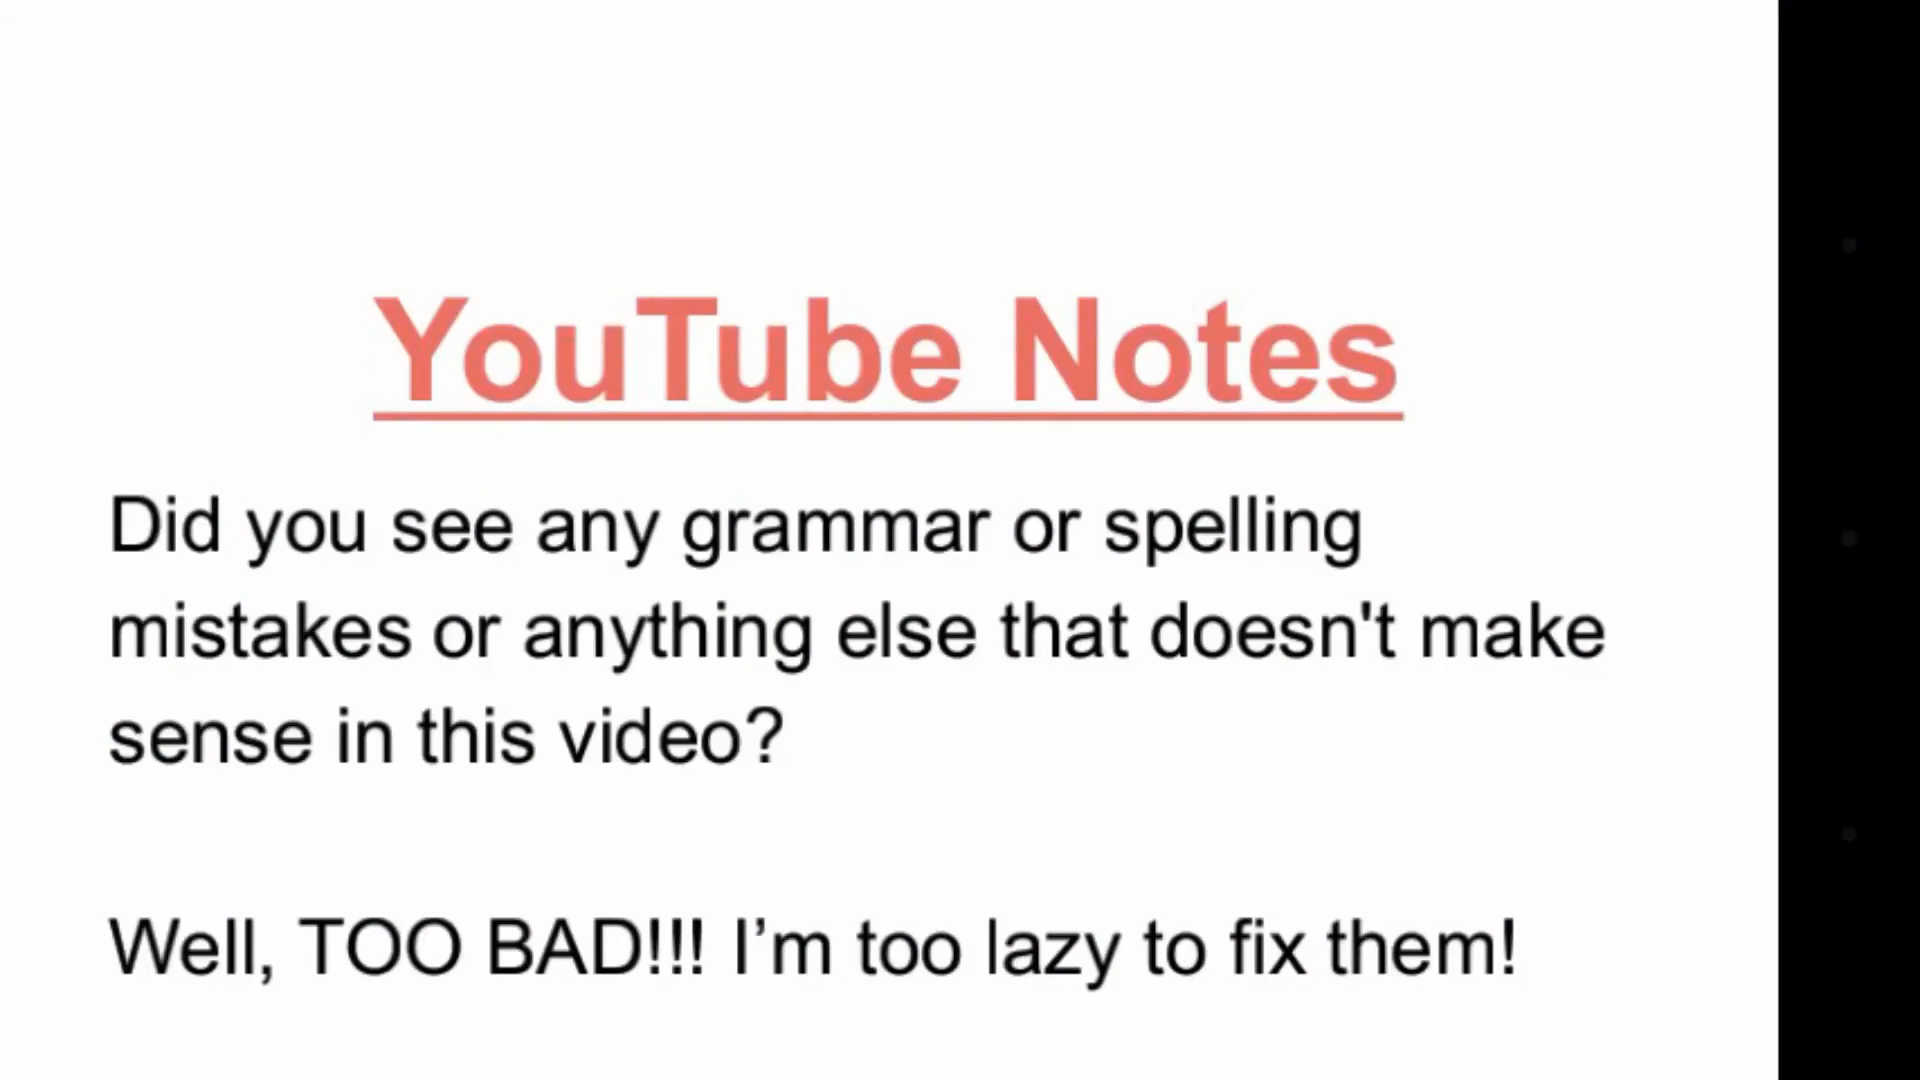 YouTube Notes
Did you see any grammar or spelling
mistakes or anything else that doesn't make
sense in this video?
Well, TOO BAD!!! I’m too lazy to fix them!